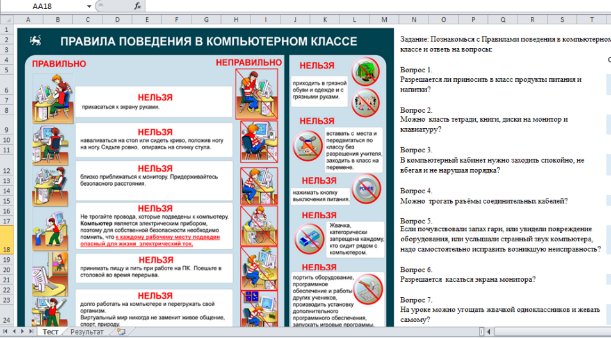 AA18
fx
A B C D E F G H I J K L M N O P Q R S T
ПРАВИЛА ПОВЕДЕНИЯ В КОМПЬЮТЕРНОМ КЛАССЕ
ПРАВИЛЬНО
НЕПРАВИЛЬНО
НЕЛЬЗЯ
прикасаться к экрану руками.
НЕЛЬЗЯ
наваливаться на стол или сидеть криво, положив ногу
на ногу. Сядьте ровно, опираясь на спинку стула.
НЕЛЬЗЯ
близко приближаться к монитору. Придерживайтесь
безопасного расстояния.
НЕЛЬЗЯ
Не трогайте провода, которые подведены к компьютеру.
Компьютер является электрическим прибором,
поэтому для собственной безопасности необходимо
помнить, что к каждому рабочему месту подведен
опасный для жизни электрический ток.
НЕЛЬЗЯ
принимать пищу и пить при работе на ПК. Поешьте в
столовой во время перерыва.
НЕЛЬЗЯ
долго работать на компьютере и перегружать свой
организм.
Виртуальный мир никогда не заменит живое общение,
спорт, природу.
НЕЛЬЗЯ
приходить в грязной
обуви и одежде и с
грязными руками.
НЕЛЬЗЯ
вставать с места и
передвигаться по
классу без
разрешения учителя,
заходить в класс на
перемене.
НЕЛЬЗЯ
нажимать кнопку
выключения питания.
НЕЛЬЗЯ
Жвачка,
категорически
запрещена каждому,
кто сидит рядом с
компьютером.
НЕЛЬЗЯ
портить оборудование,
программное
обеспечение и работы
других учеников,
производить установку
дополнительного
программного обеспечения,
запускать игровые программы.
Задание: Познакомься с Правилами поведения в компьютерном
классе и ответь на вопросы:
Вопрос 1.
Разрешается ли приносить в класс продукты питания и
напитки?
Вопрос 2.
Можно класть тетради, книги, диски на монитор и
клавиатуру?
Вопрос 3.
В компьютерный кабинет нужно заходить спокойно, не
вбегая и не нарушая порядка?
Вопрос 4.
Можно трогать разъёмы соединительных кабелей?
Вопрос 5.
Если почувствовали запах гари, или увидели повреждение
оборудования, или услышали странный звук компьютера,
надо самостоятельно исправить возникшую неисправность?
Вопрос 6.
Разрешается касаться экрана монитора?
Вопрос 7.
На уроке можно угощать жвачкой одноклассников и жевать
самому?
Тест Результат